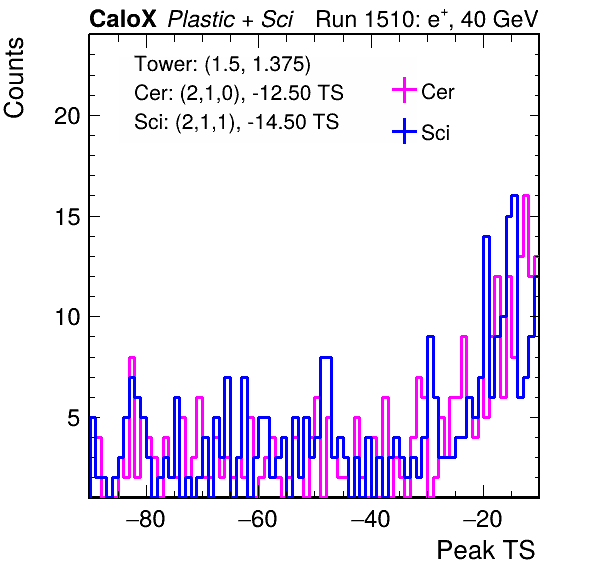 CaloX Plastic + Sci Run 1510: e+, 40 GeV
Counts
Tower: (1.5, 1.375)
Cer: (2,1,0), -12.50 TS
Sci: (2,1,1), -14.50 TS
Cer
Sci
20
15
10
5
−80 −60 −40 −20
Peak TS